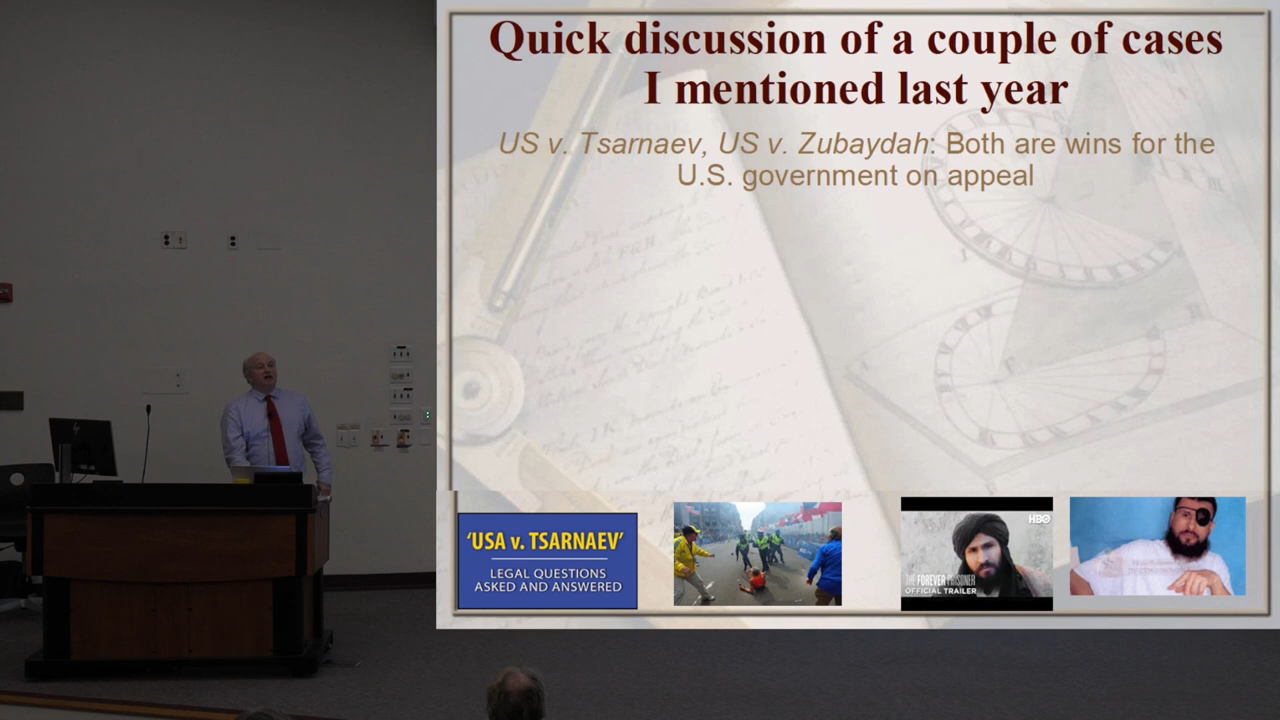 Quick discussion of a couple of cases
I mentioned last year
US v. Tsarnaev, US v. Zubaydah: Both are wins for the
U.S. government on appeal
'USA v. TSARNAEV'
LEGAL QUESTIONS
ASKED AND ANSWERED
HBO
THE FOREVER PRISONER
OFFICIAL TRAILER